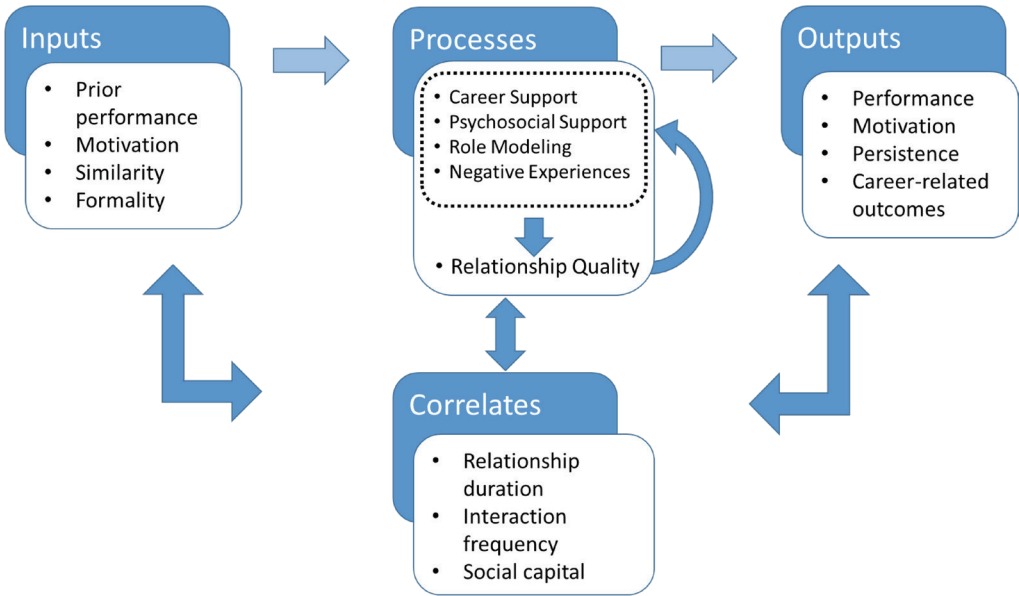 Inputs
• Prior
performance
• Motivation
• Similarity
• Formality
Processes
• Career Support
• Psychosocial Support
• Role Modeling
• Negative Experiences
• Relationship Quality
Outputs
• Performance
• Motivation
• Persistence
• Career-related
outcomes
Correlates
• Relationship
duration
• Interaction
frequency
• Social capital